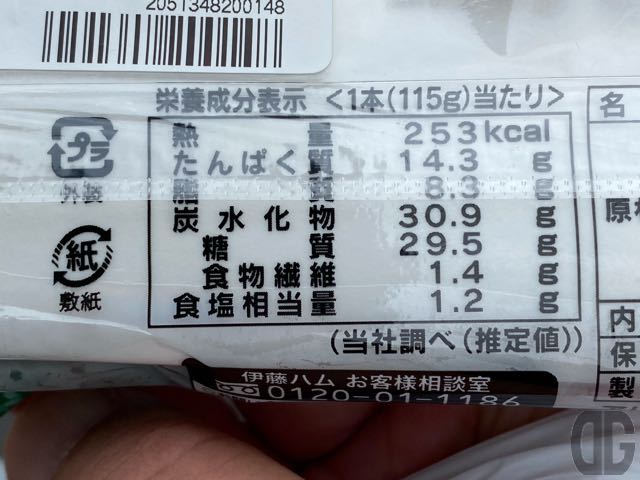 2051348200148
栄養成分表示 <1本(115g)当たり>
熱量 253kcal
たんぱく質 14.3 g
脂質 8.3 g
炭水化物 30.9 g
糖質 29.5 g
食物繊維 1.4 g
食塩相当量 1.2 g
(当社調べ(推定値))
プラ
外装
紙
敷紙
伊藤ハム お客様相談室
0120-01-1186
名
原材
内
保
製
DG